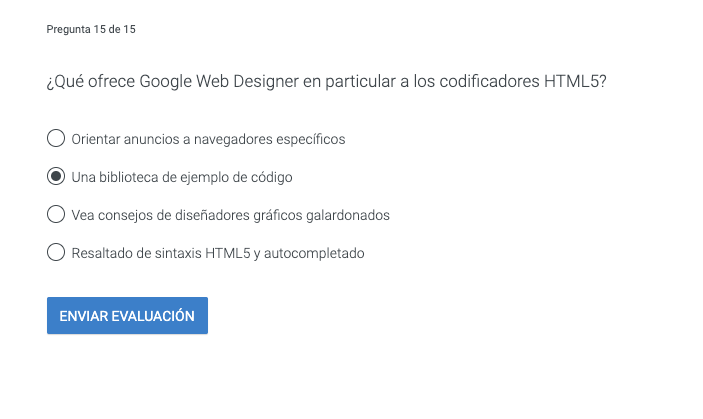 Pregunta 15 de 15
¿Qué ofrece Google Web Designer en particular a los codificadores HTML5?
Orientar anuncios a navegadores específicos
Una biblioteca de ejemplo de código
Vea consejos de diseñadores gráficos galardonados
Resaltado de sintaxis HTML5 y autocompletado
ENVIAR EVALUACIÓN